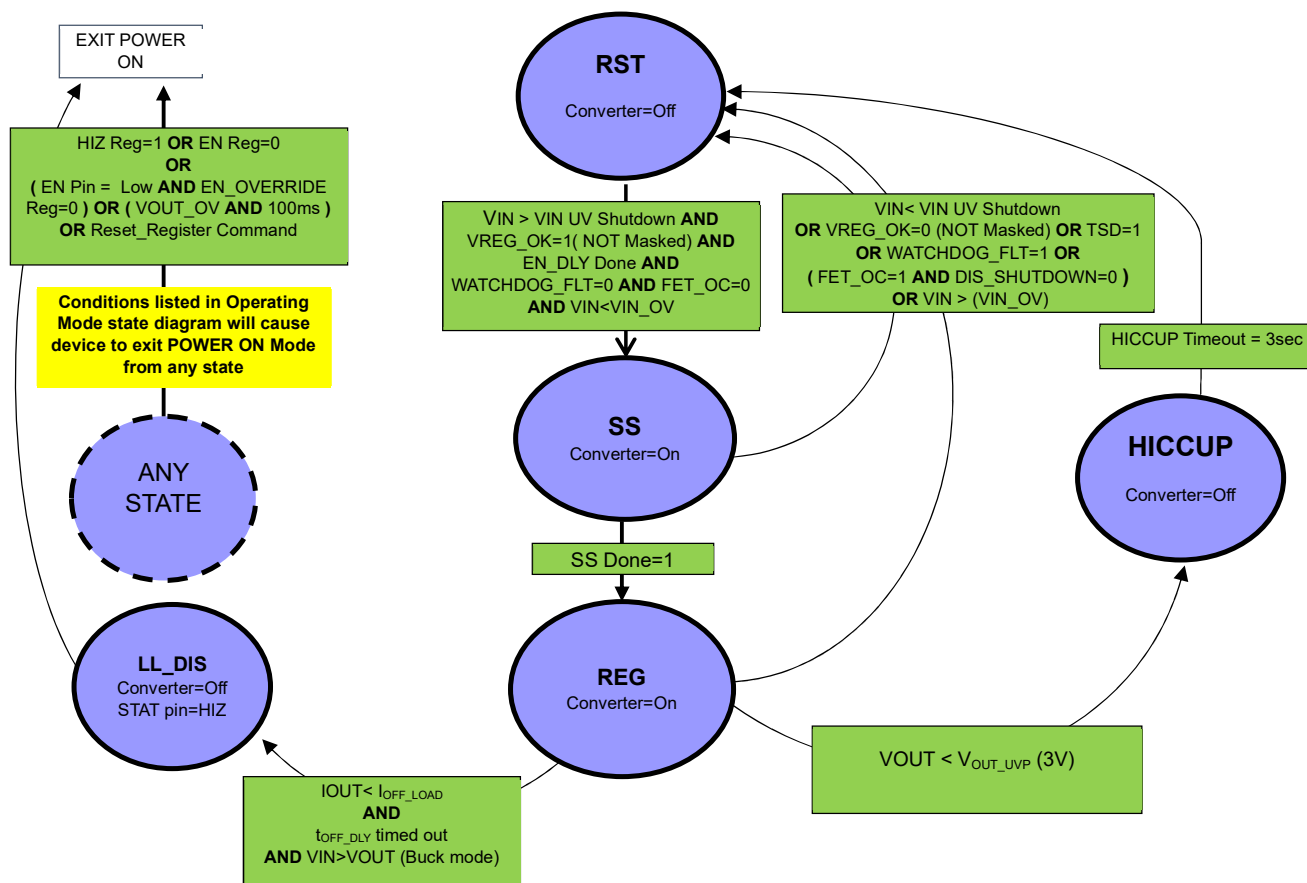 EXIT POWER
ON
HIZ Reg=1 OR EN Reg=0
OR
( EN Pin = Low AND EN_OVERRIDE
Reg=0 ) OR ( VOUT_OV AND 100ms )
OR Reset_Register Command
Conditions listed in Operating
Mode state diagram will cause
device to exit POWER ON Mode
from any state
ANY
STATE
LL_DIS
Converter=Off
STAT pin=HIZ
RST
Converter=Off
VIN > VIN UV Shutdown AND
VREG_OK=1( NOT Masked) AND
EN_DLY Done AND
WATCHDOG_FLT=0 AND FET_OC=0
AND VIN<VIN_OV
VIN< VIN UV Shutdown
OR VREG_OK=0 (NOT Masked) OR TSD=1
OR WATCHDOG_FLT=1 OR
( FET_OC=1 AND DIS_SHUTDOWN=0 )
OR VIN > (VIN_OV)
HICCUP Timeout = 3sec
SS
Converter=On
HICCUP
Converter=Off
SS Done=1
REG
Converter=On
VOUT < VOUT_UVP (3V)
IOUT< IOFF_LOAD
AND
tOFF_DLY timed out
AND VIN>VOUT (Buck mode)